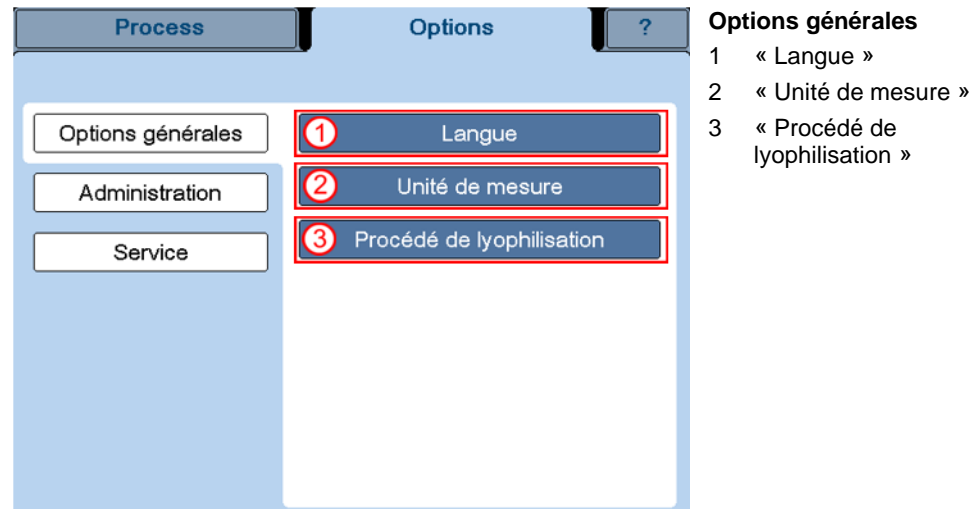 Process
Options
?
Options générales
Administration
Service
1 Langue
2 Unité de mesure
3 Procédé de lyophilisation
Options générales
1 « Langue »
2 « Unité de mesure »
3 « Procédé de
lyophilisation »